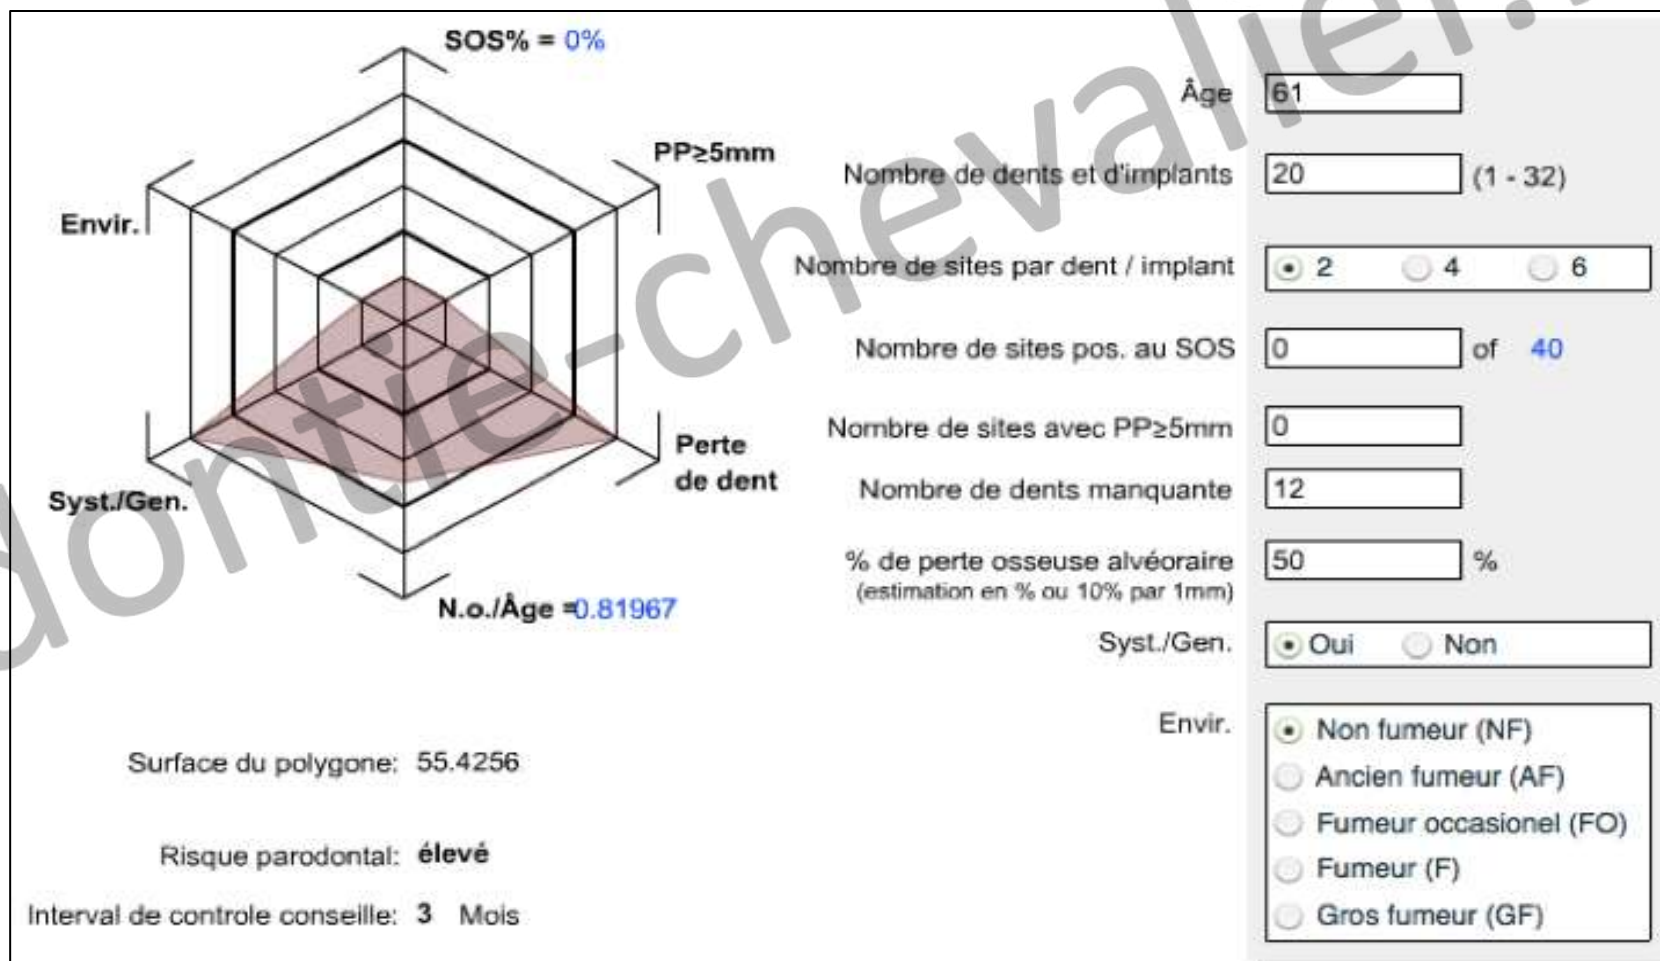 SOS% = 0%
PP≥5mm
Envir.
Perte
de dent
Syst./Gen.
N.o./Âge =0.81967
Surface du polygone: 55.4256
Risque parodontal: élevé
Interval de controle conseille: 3 Mois
Âge 61
Nombre de dents et d'implants 20 (1 - 32)
Nombre de sites par dent / implant 2 4 6
Nombre de sites pos. au SOS 0 of 40
Nombre de sites avec PP≥5mm 0
Nombre de dents manquante 12
% de perte osseuse alvéoraire 50 %
(estimation en % ou 10% par 1mm)
Syst./Gen. Oui Non
Envir. Non fumeur (NF)
Ancien fumeur (AF)
Fumeur occasionel (FO)
Fumeur (F)
Gros fumeur (GF)
dontie-chevalier.